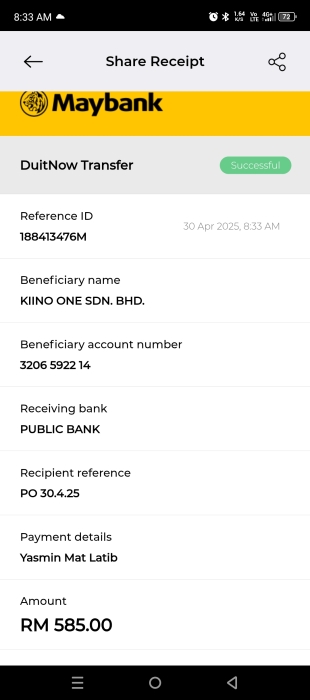 8:33 AM
1.64 K/S Vo LTE 4G+ 72
Share Receipt
Maybank
DuitNow Transfer
Successful
Reference ID
188413476M
30 Apr 2025, 8:33 AM
Beneficiary name
KIINO ONE SDN. BHD.
Beneficiary account number
3206 5922 14
Receiving bank
PUBLIC BANK
Recipient reference
PO 30.4.25
Payment details
Yasmin Mat Latib
Amount
RM 585.00